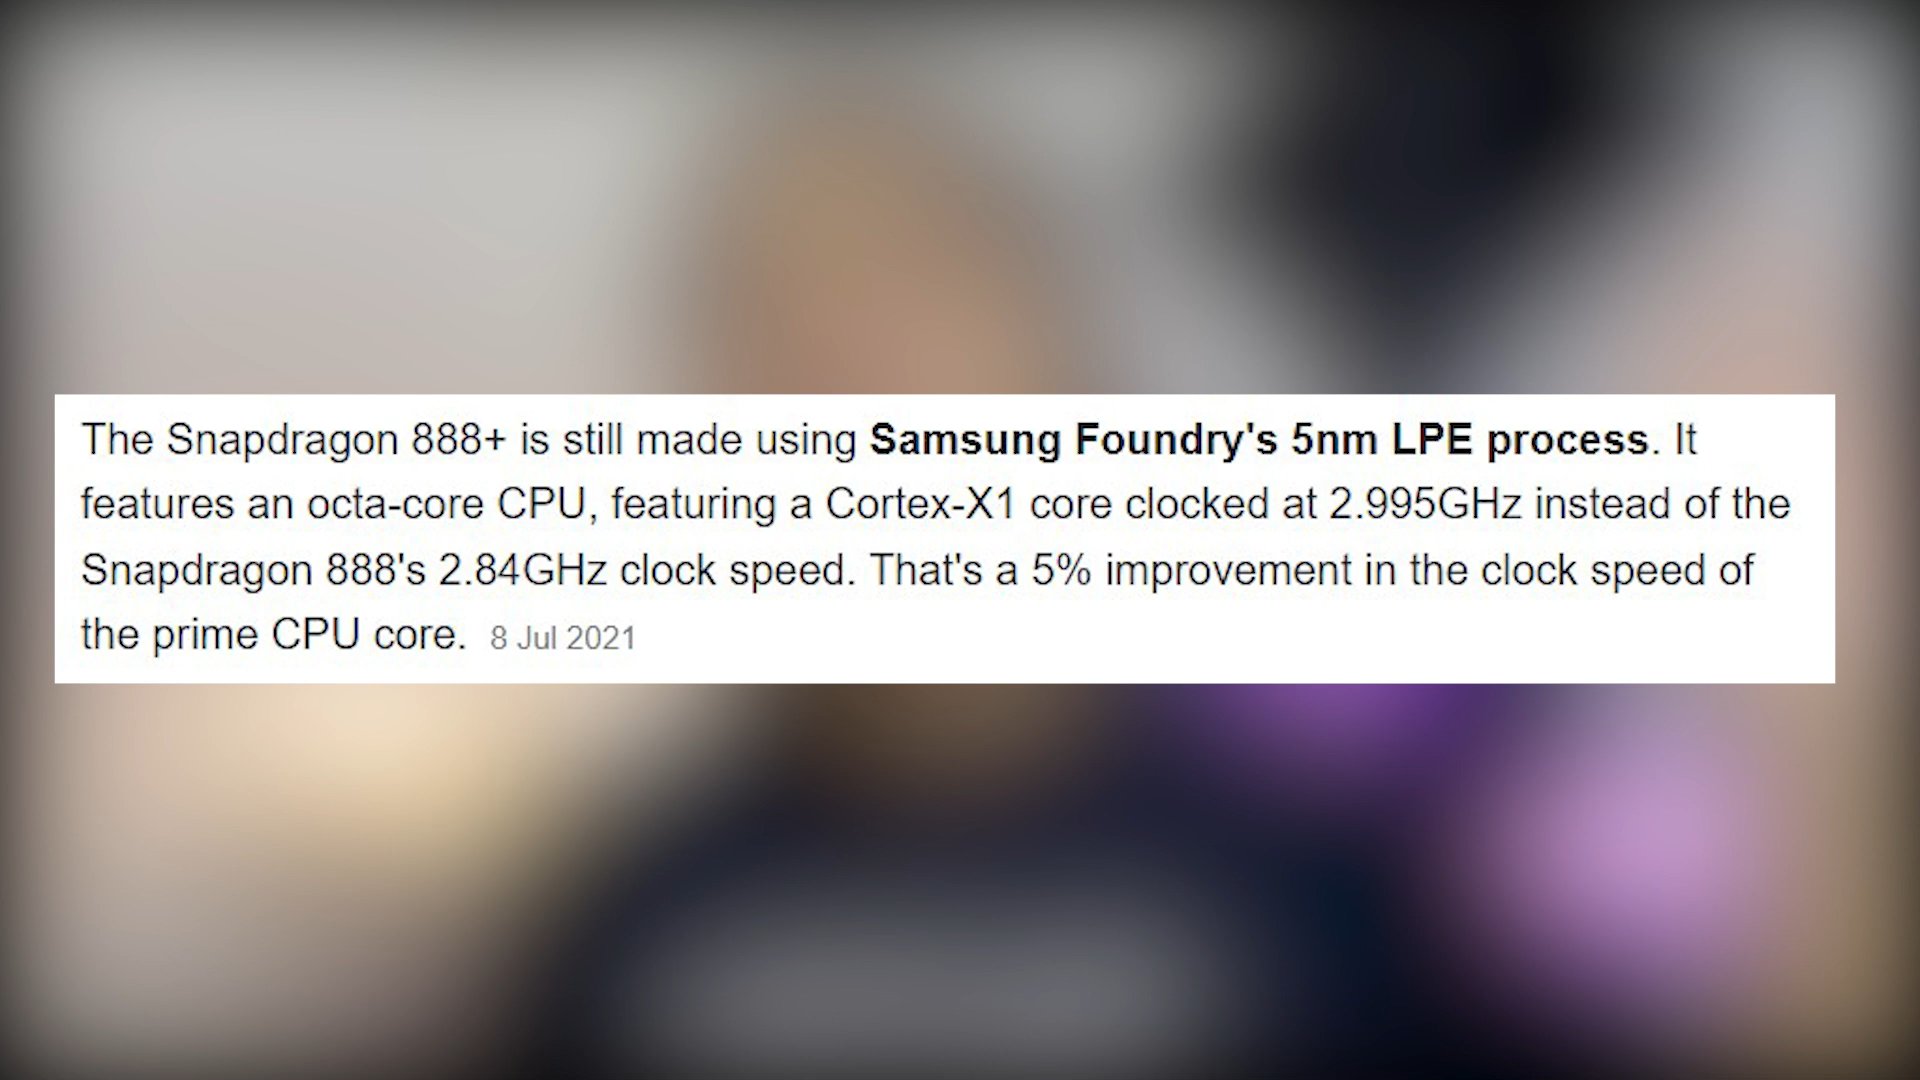 The Snapdragon 888+ is still made using Samsung Foundry's 5nm LPE process. It
features an octa-core CPU, featuring a Cortex-X1 core clocked at 2.995GHz instead of the
Snapdragon 888's 2.84GHz clock speed. That's a 5% improvement in the clock speed of
the prime CPU core. 8 Jul 2021